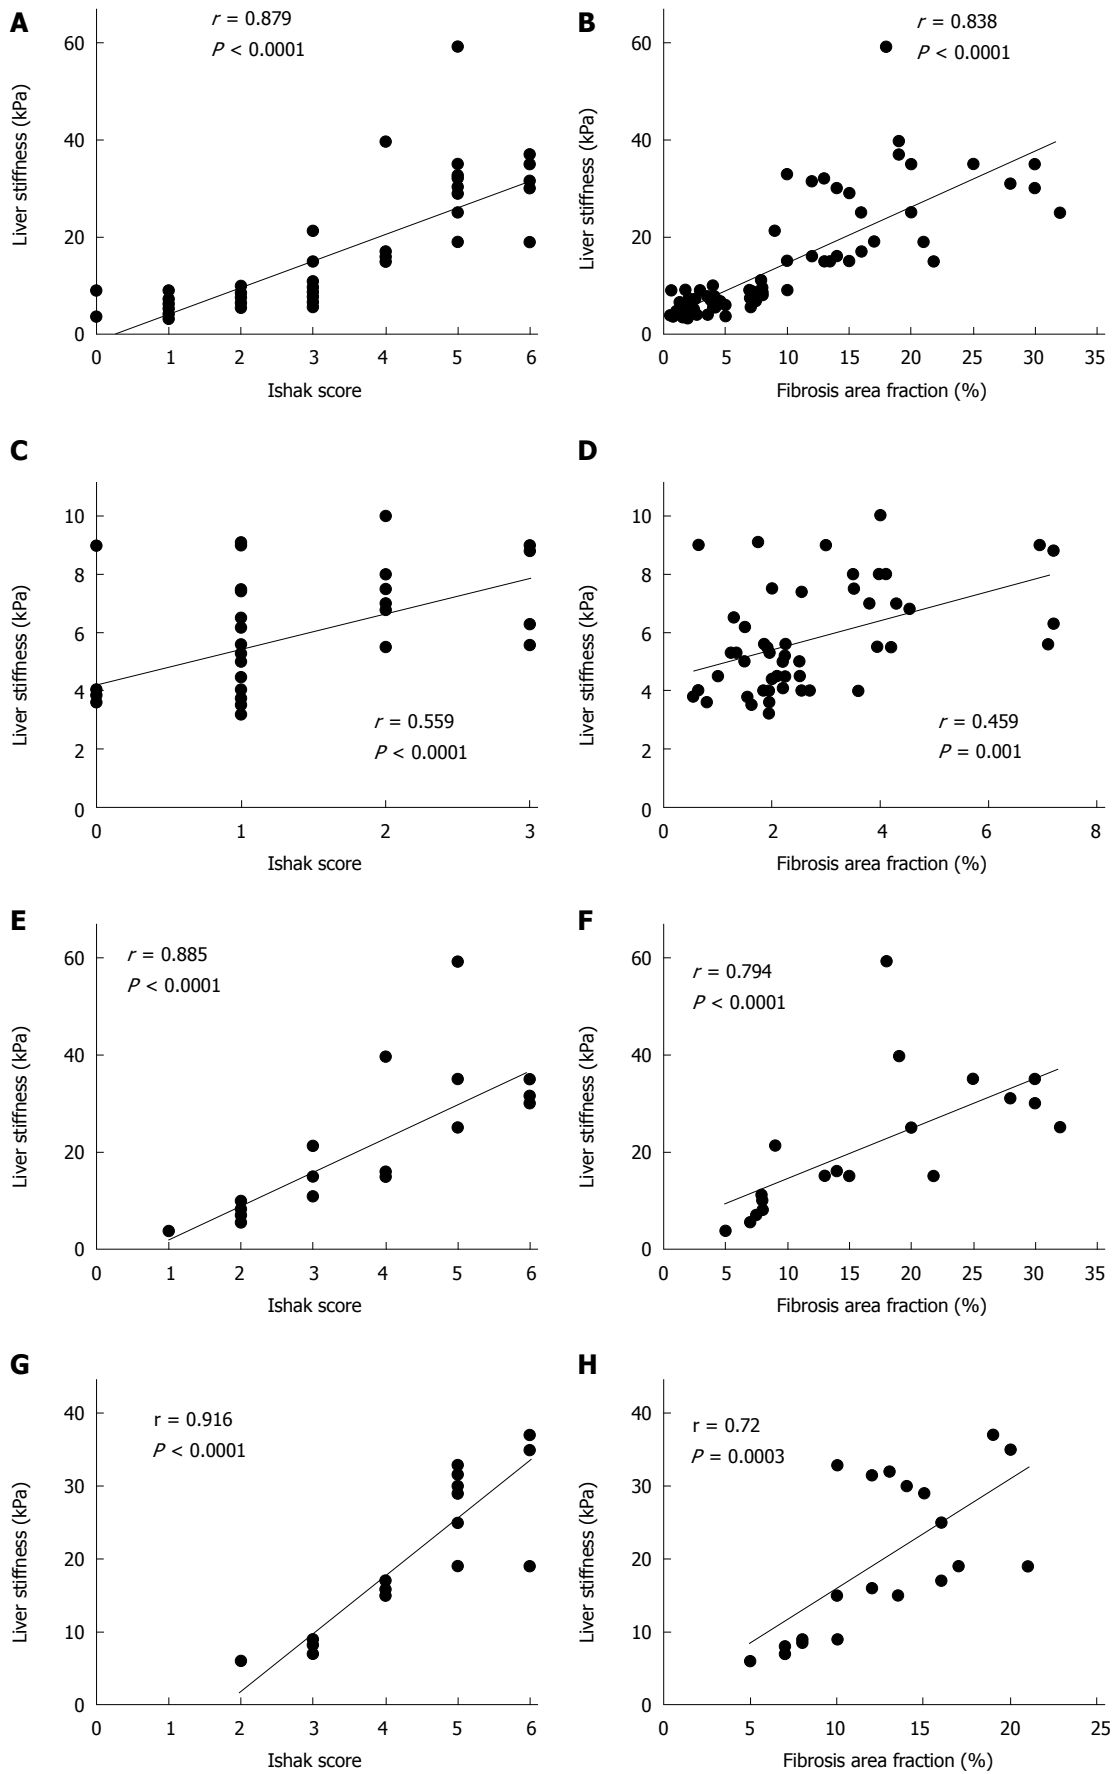 A
r = 0.879
P < 0.0001
60
40
20
0
Liver stiffness (kPa)
0 1 2 3 4 5 6
Ishak score
B
r = 0.838
P < 0.0001
60
40
20
0
Liver stiffness (kPa)
0 5 10 15 20 25 30 35
Fibrosis area fraction (%)
C
10
8
6
4
2
0
Liver stiffness (kPa)
r = 0.559
P < 0.0001
0 1 2 3
Ishak score
D
10
8
6
4
2
0
Liver stiffness (kPa)
r = 0.459
P = 0.001
0 2 4 6 8
Fibrosis area fraction (%)
E
r = 0.885
P < 0.0001
60
40
20
0
Liver stiffness (kPa)
0 1 2 3 4 5 6
Ishak score
F
r = 0.794
P < 0.0001
60
40
20
0
Liver stiffness (kPa)
0 5 10 15 20 25 30 35
Fibrosis area fraction (%)
G
r = 0.916
P < 0.0001
40
30
20
10
0
Liver stiffness (kPa)
0 1 2 3 4 5 6
Ishak score
H
r = 0.72
P = 0.0003
40
30
20
10
0
Liver stiffness (kPa)
0 5 10 15 20 25
Fibrosis area fraction (%)